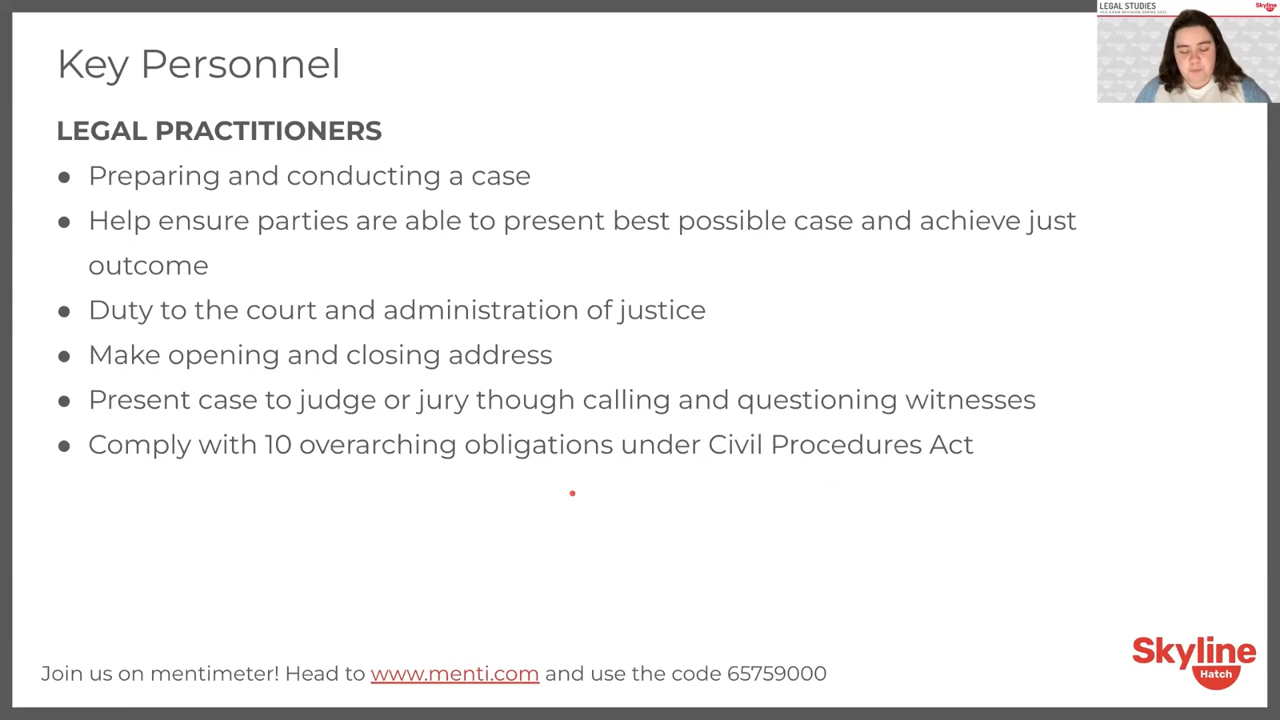 Key Personnel
LEGAL STUDIES
Skyline
LEGAL PRACTITIONERS
● Preparing and conducting a case
● Help ensure parties are able to present best possible case and achieve just
outcome
● Duty to the court and administration of justice
● Make opening and closing address
● Present case to judge or jury though calling and questioning witnesses
● Comply with 10 overarching obligations under Civil Procedures Act
Join us on mentimeter! Head to www.menti.com and use the code 65759000
Skyline
Hatch